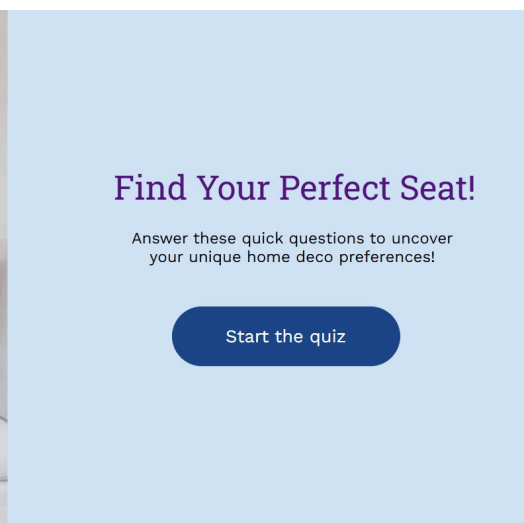 Find Your Perfect Seat!
Answer these quick questions to uncover
your unique home deco preferences!
Start the quiz